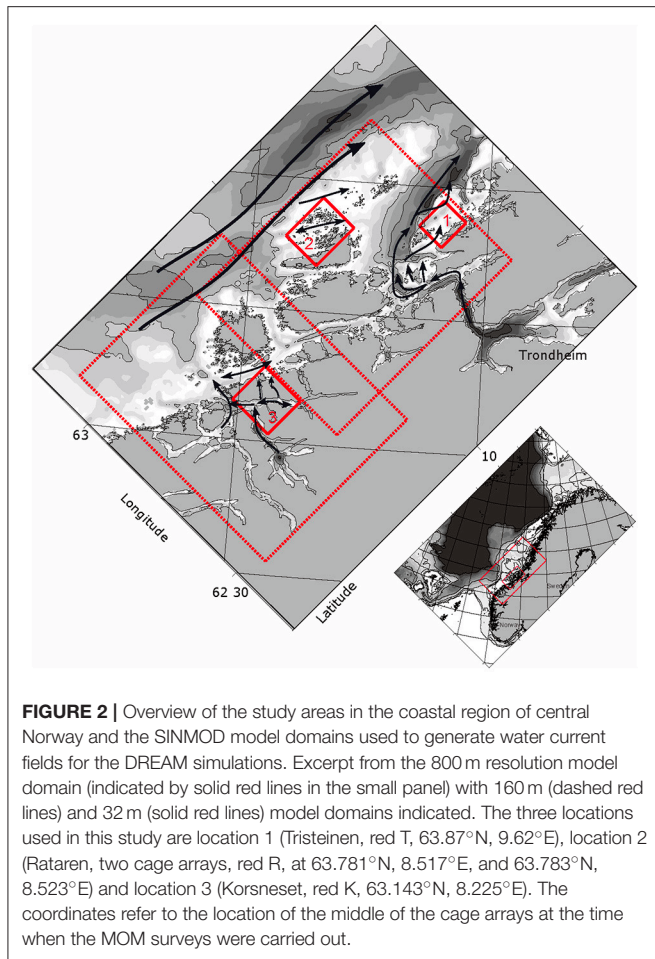 2
1
3
Trondheim
63
10
Longitude
Latitude
62 30
Sweden
Norway
FIGURE 2 | Overview of the study areas in the coastal region of central
Norway and the SINMOD model domains used to generate water current
fields for the DREAM simulations. Excerpt from the 800 m resolution model
domain (indicated by solid red lines in the small panel) with 160 m (dashed red
lines) and 32 m (solid red lines) model domains indicated. The three locations
used in this study are location 1 (Tristeinen, red T, 63.87°N, 9.62°E), location 2
(Rataren, two cage arrays, red R, at 63.781°N, 8.517°E, and 63.783°N,
8.523°E) and location 3 (Korsneset, red K, 63.143°N, 8.225°E). The
coordinates refer to the location of the middle of the cage arrays at the time
when the MOM surveys were carried out.